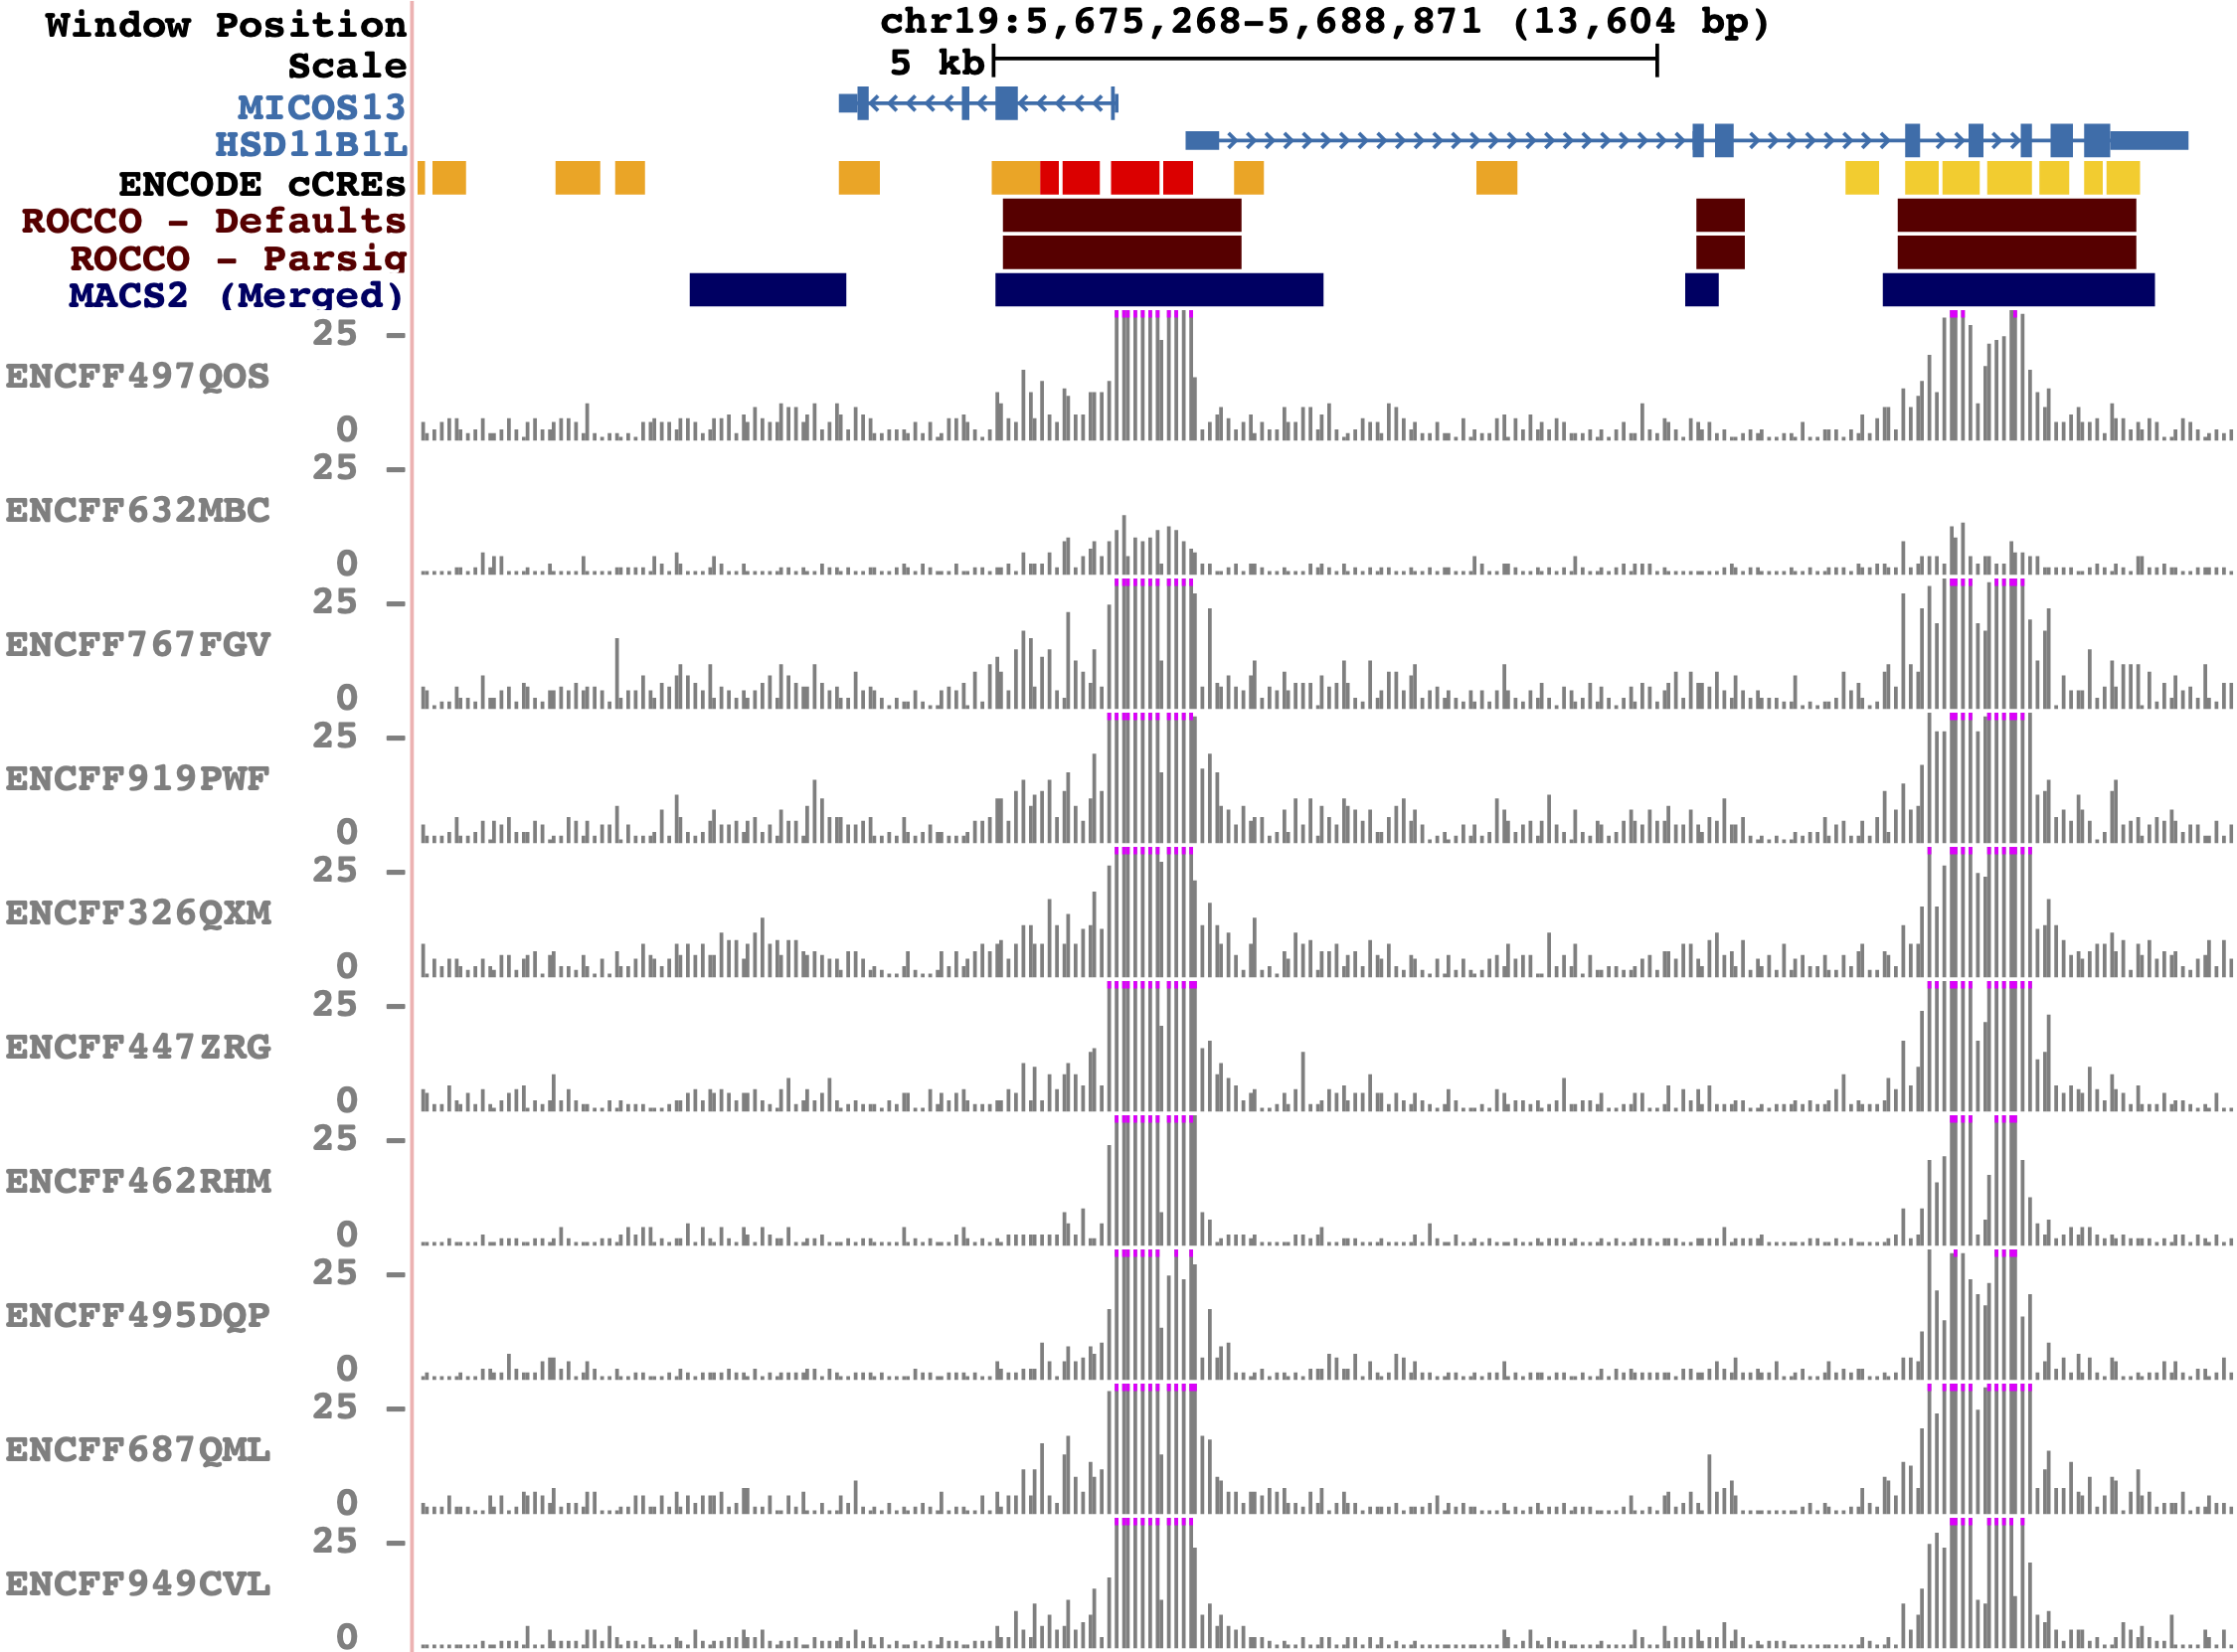 Window Position chr19:5,675,268-5,688,871 (13,604 bp)
Scale 5 kb
MICOS13
HSD11B1L
ENCODE cCREs
ROCCO - Defaults
ROCCO - Parsig
MACS2 (Merged)
25
ENCFF497QOS
0
25
ENCFF632MBC
0
25
ENCFF767FGV
0
25
ENCFF919PWF
0
25
ENCFF326QXM
0
25
ENCFF447ZRG
0
25
ENCFF462RHM
0
25
ENCFF495DQP
0
25
ENCFF687QML
0
25
ENCFF949CVL
0